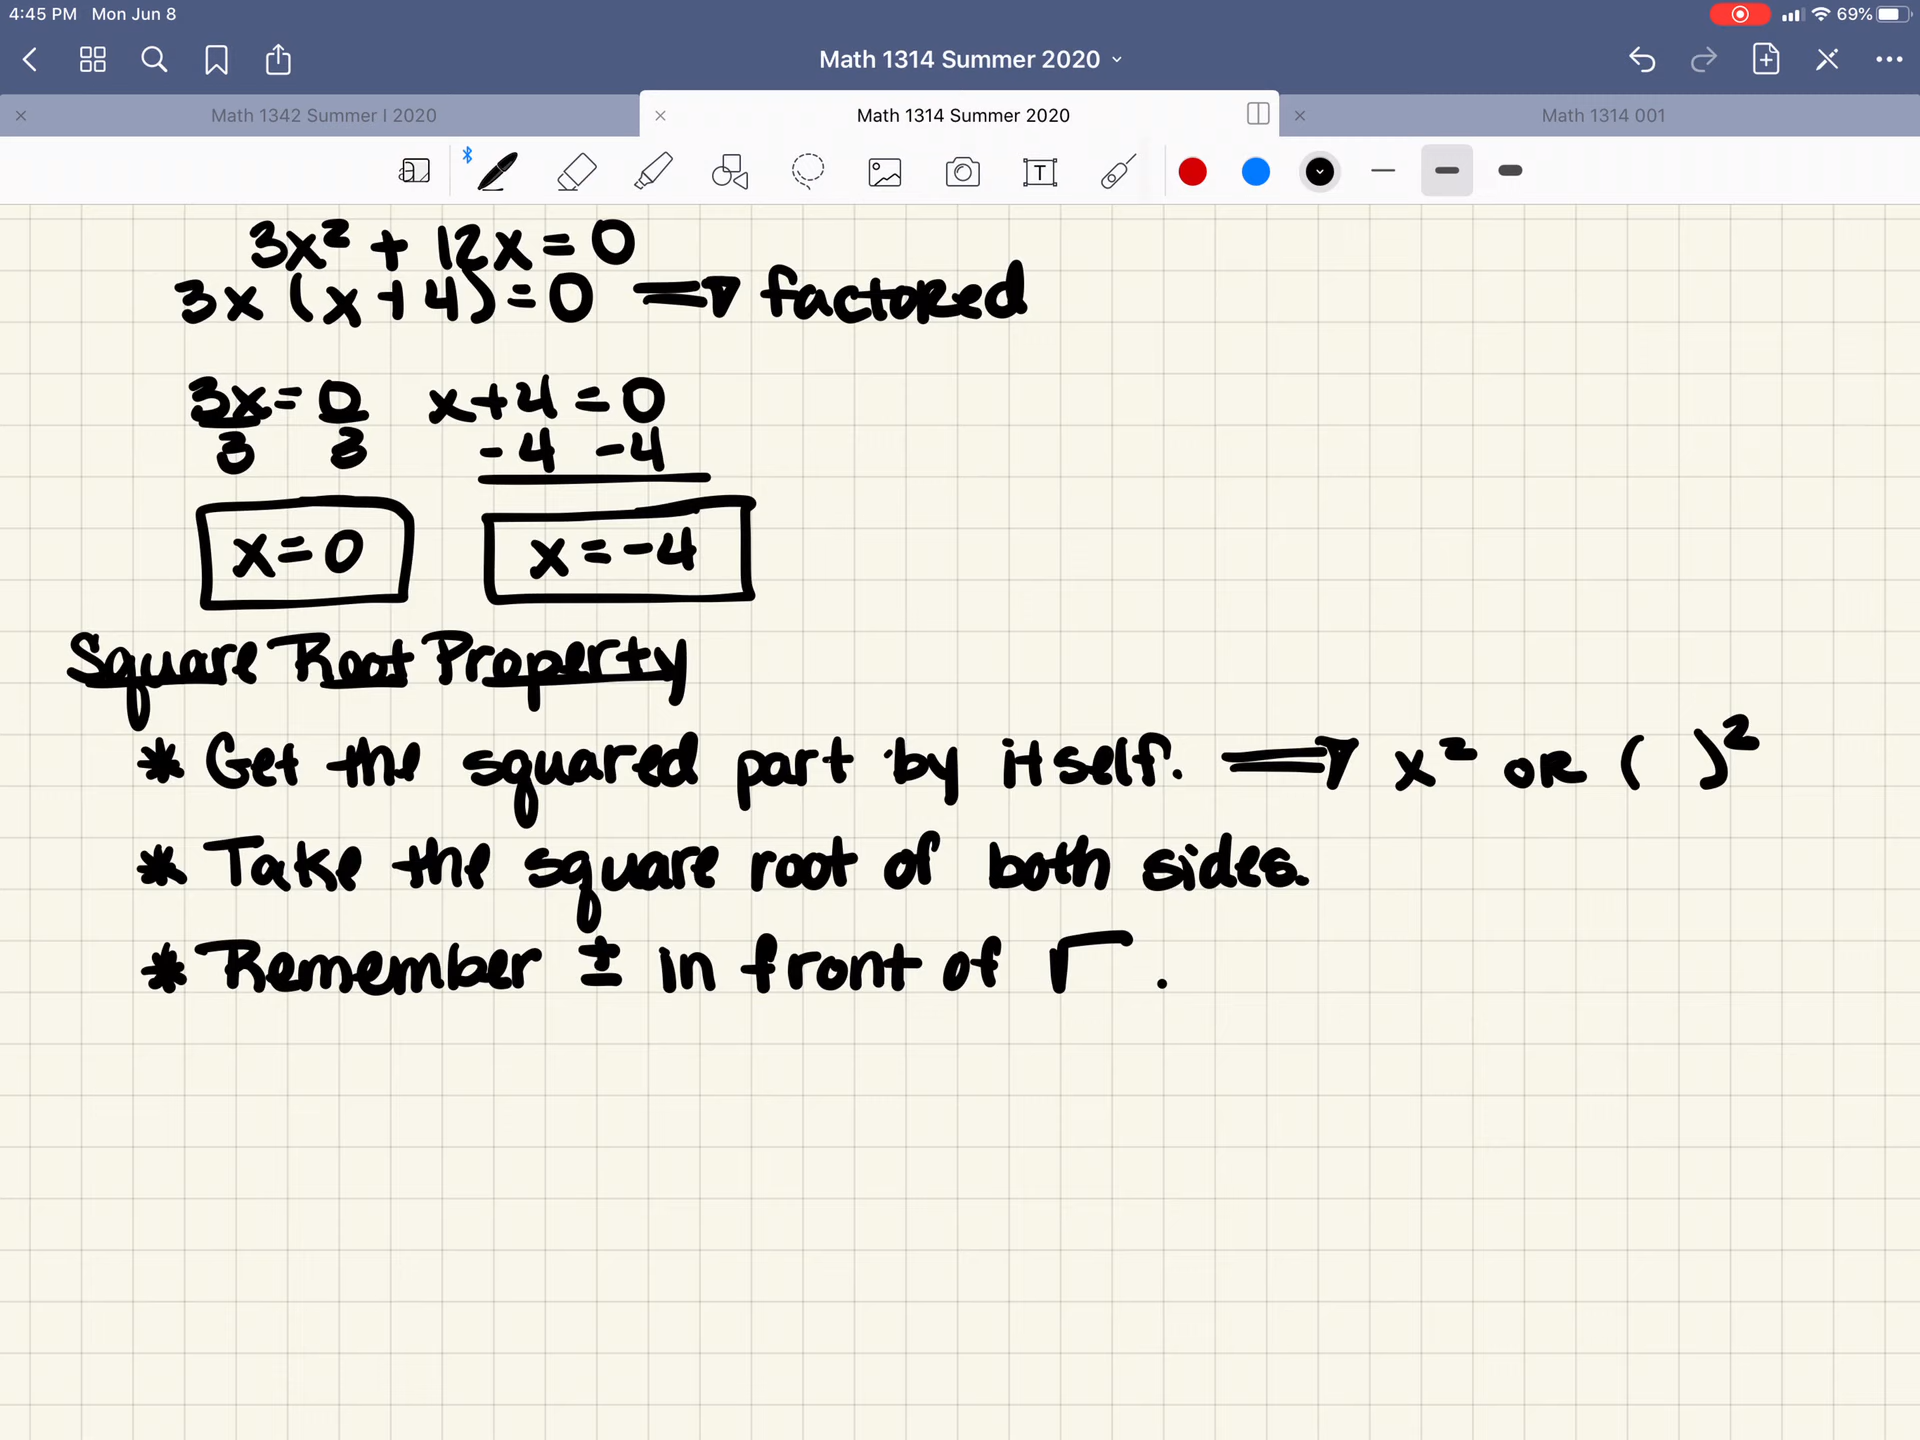 4:45 PM Mon Jun 8
69%
Math 1314 Summer 2020
Math 1342 Summer I 2020
Math 1314 Summer 2020
Math 1314 001
3x² + 12x = 0
3x (x + 4) = 0 ⟹ factored
3x = 0 x + 4 = 0
3 3 - 4 - 4
x = 0 x = -4
Square Root Property
* Get the squared part by itself. ⟹ x² or ( )²
* Take the square root of both sides.
* Remember ± in front of √ .